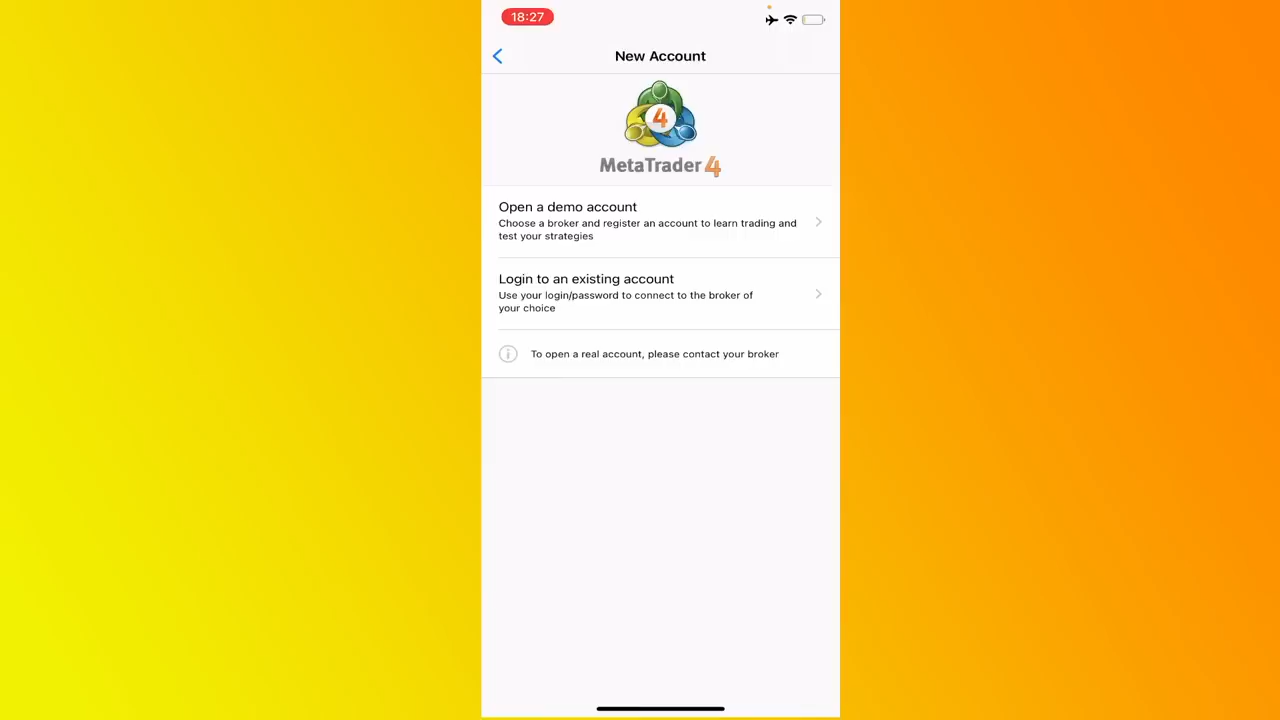 18:27
New Account
4
MetaTrader 4
Open a demo account
Choose a broker and register an account to learn trading and
test your strategies
Login to an existing account
Use your login/password to connect to the broker of
your choice
To open a real account, please contact your broker